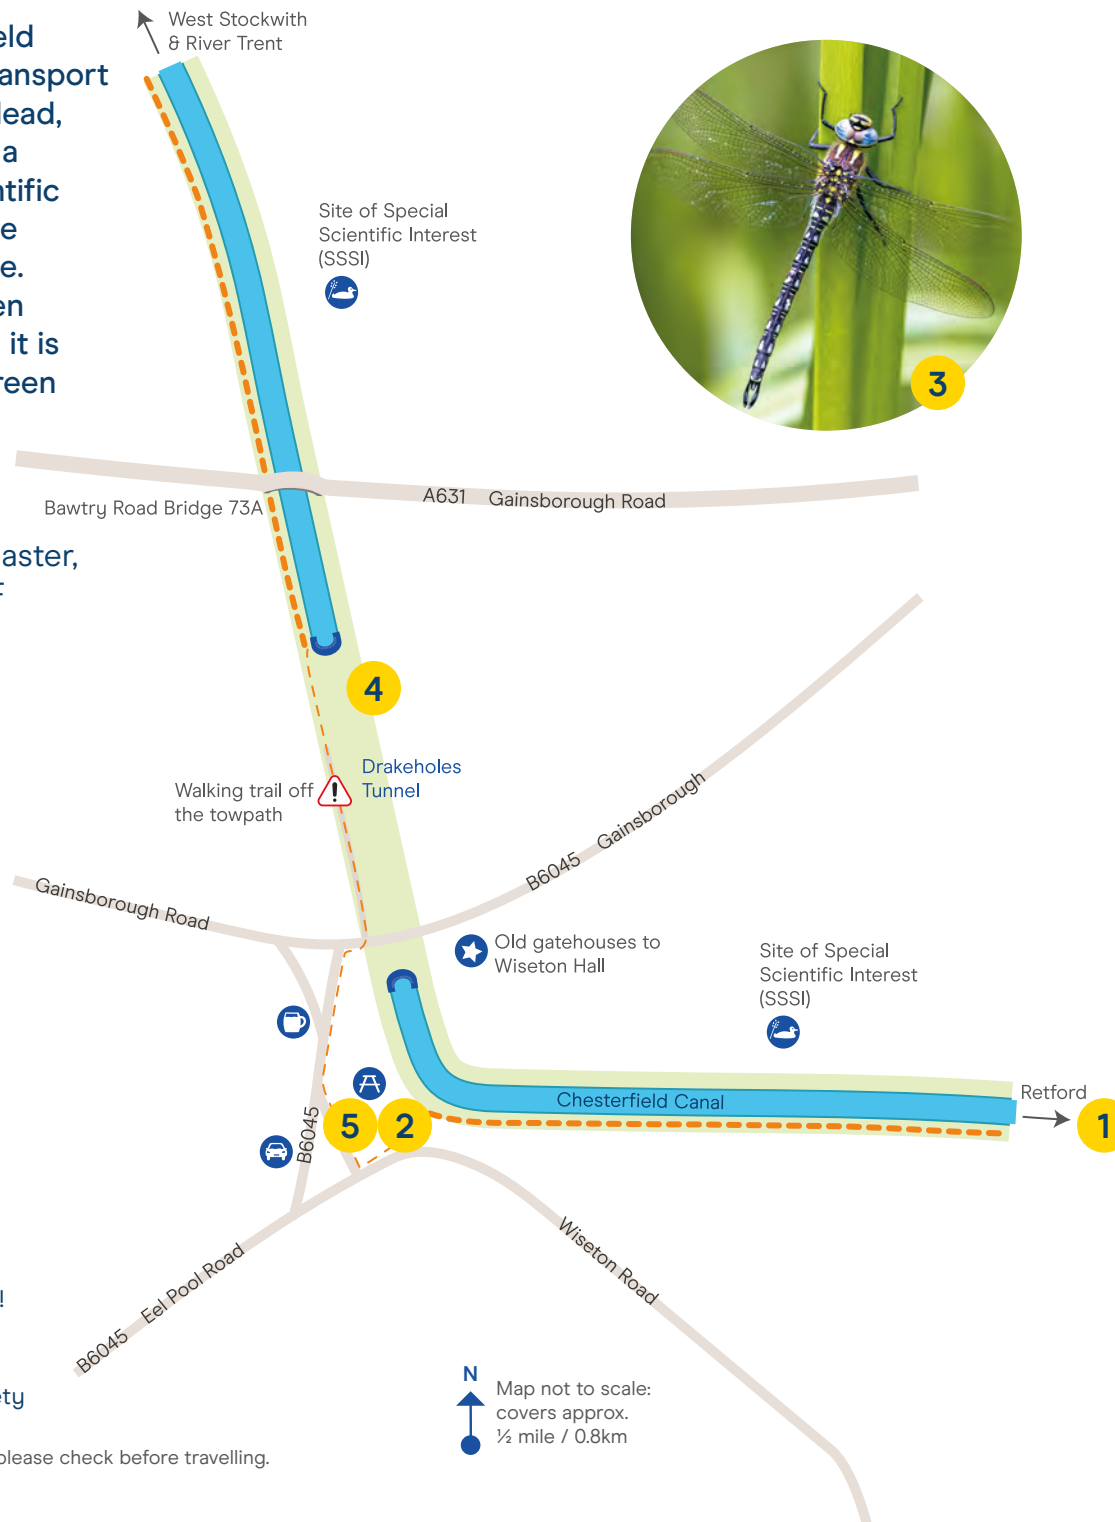 West Stockwith
& River Trent
eld
ansport
lead,
a
ntific
e
e.
en
it is
reen
Site of Special
Scientific Interest
(SSSI)
3
Bawtry Road Bridge 73A
A631 Gainsborough Road
aster,
4
Drakeholes
Tunnel
Walking trail off
the towpath
B6045 Gainsborough
Gainsborough Road
Old gatehouses to
Wiseton Hall
Site of Special
Scientific Interest
(SSSI)
Chesterfield Canal
Retford
1
5
2
B6045
B6045 Eel Pool Road
Wiseton Road
!
ety
please check before travelling.
N
Map not to scale:
covers approx.
½ mile / 0.8km